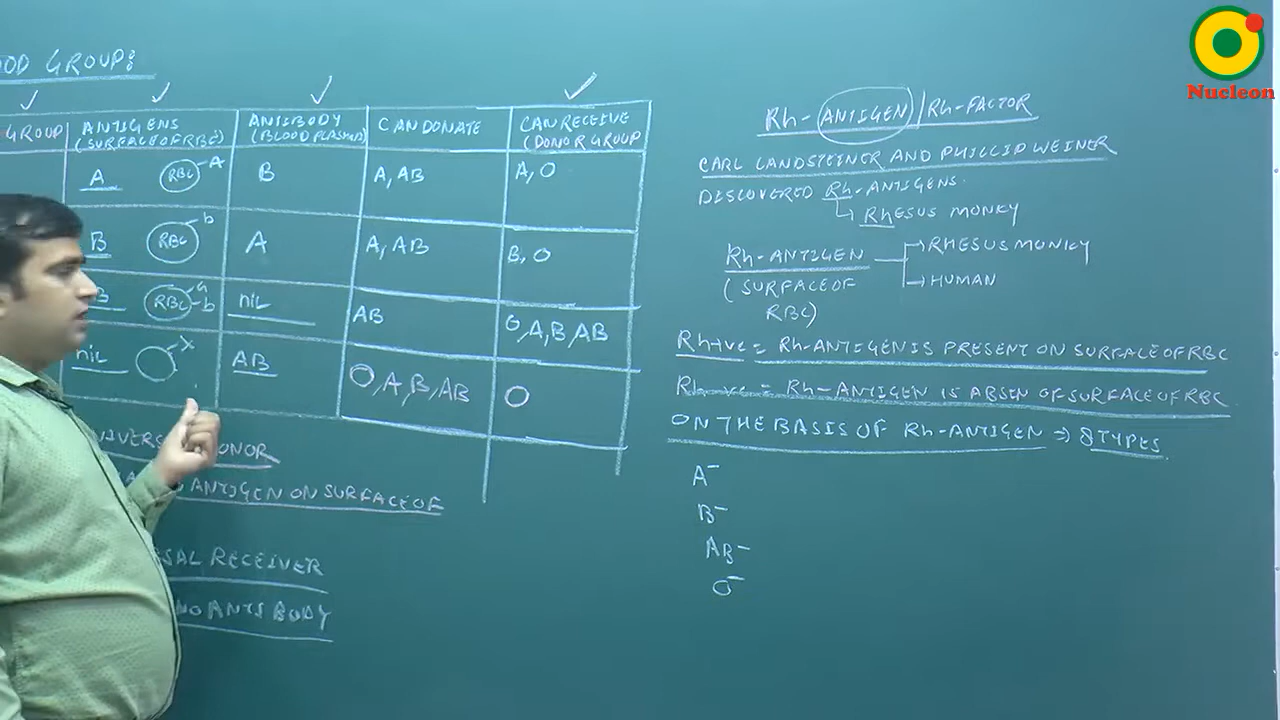 OOD GROUP:
GROUP
ANTIGENS
(SURFACE OF RBC)
ANTIBODY
(BLOOD PLASMA)
CAN DONATE
CAN RECEIVE
(DONOR GROUP
A RBC A B A, AB A, O
B RBC b A A, AB B, O
B RBC a b nil AB O, A, B, AB
nil x AB O, A, B, AB O
NIVERS DONOR
ANTIGEN ON SURFACE OF
SAL RECEIVER
NO ANTIBODY
Rh-ANTIGEN/Rh-FACTOR
CARL LANDSTEINER AND PHILLID WEINER
DISCOVERED Rh-ANTIGENS.
RHESUS MONKY
Rh-ANTIGEN
(SURFACE OF
RBC)
RHESUS MONKY
HUMAN
Rh+ve = Rh-ANTIGEN IS PRESENT ON SURFACE OF RBC
Rh-ve = Rh-ANTIGEN IS ABSEN OF SURFACE OF RBC
ON THE BASIS OF Rh-ANTIGEN ⇒ 8 TYPES
A-
B-
AB-
O-
Nucleon